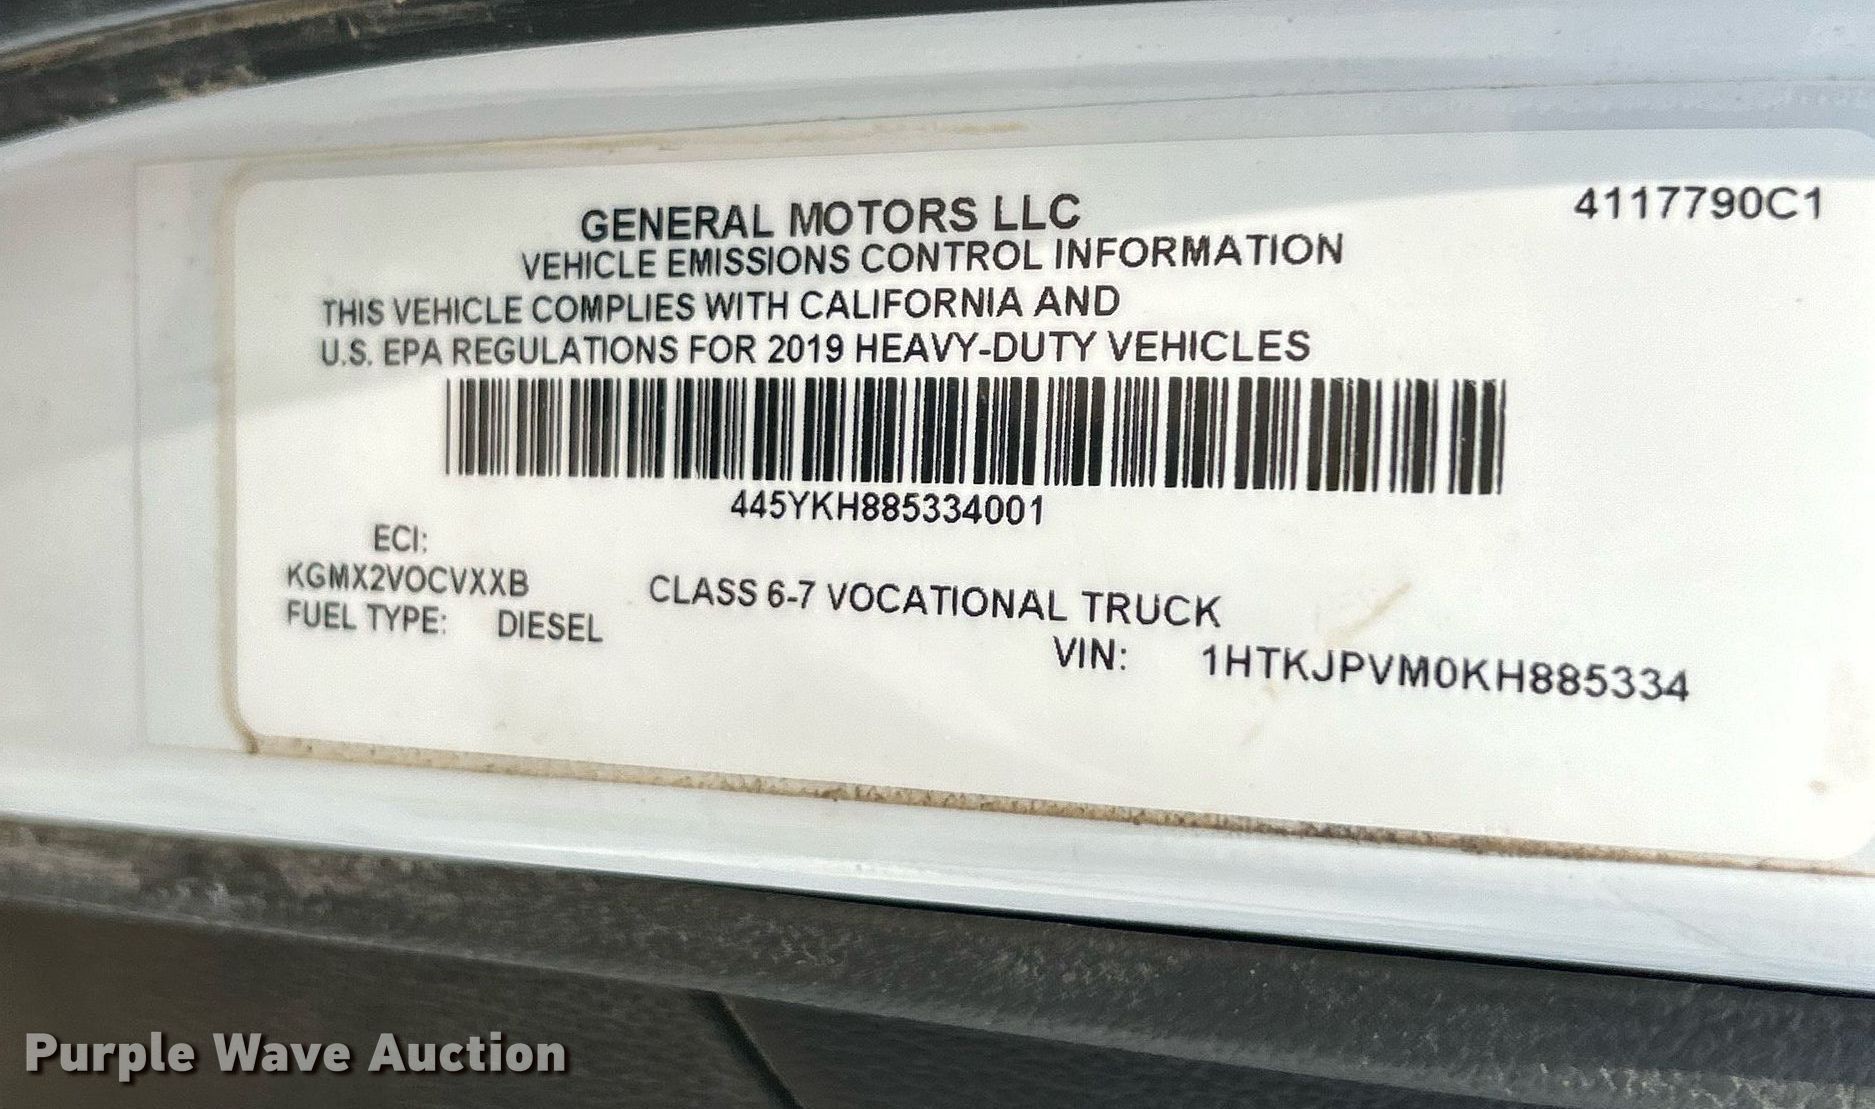 GENERAL MOTORS LLC
4117790C1
VEHICLE EMISSIONS CONTROL INFORMATION
THIS VEHICLE COMPLIES WITH CALIFORNIA AND
U.S. EPA REGULATIONS FOR 2019 HEAVY-DUTY VEHICLES
445YKH885334001
ECI:
KGMX2VOCVXXB
CLASS 6-7 VOCATIONAL TRUCK
FUEL TYPE: DIESEL
VIN: 1HTKJPVM0KH885334
Purple Wave Auction